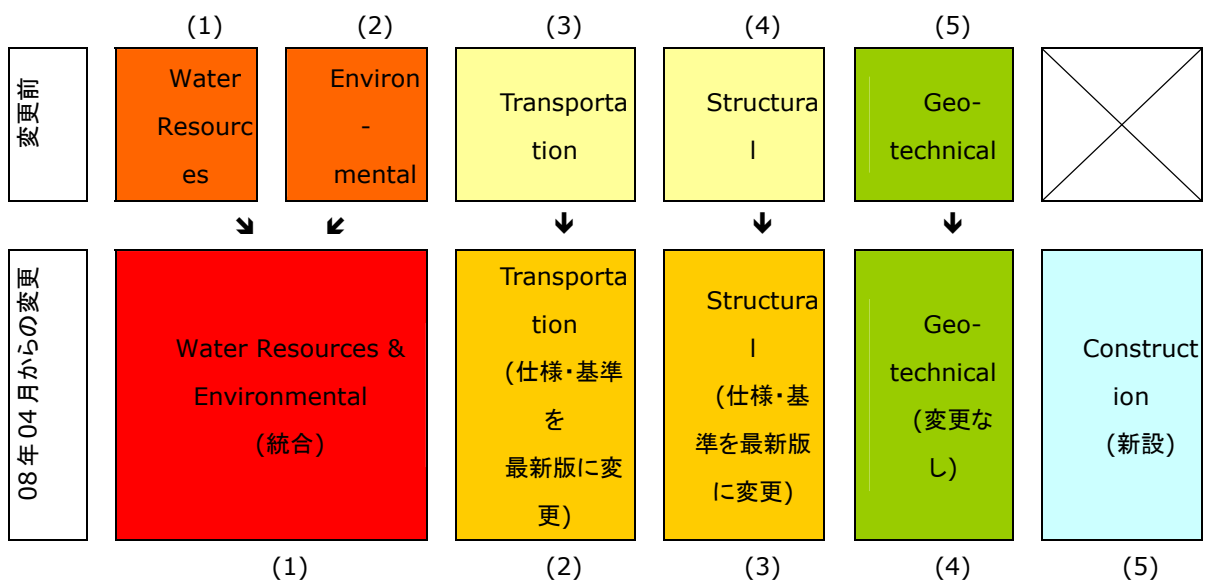 (1)
(2)
(3)
(4)
(5)
変更前
Water
Resourc
es
Environ
-
mental
Transporta
tion
Structura
l
Geo-
technical
08年04月からの変更
Water Resources &
Environmental
(統合)
Transporta
tion
(仕様・基準
を
最新版に変
更)
Structura
l
(仕様・基
準を最新版
に変更)
Geo-
technical
(変更な
し)
Construct
ion
(新設)
(1)
(2)
(3)
(4)
(5)